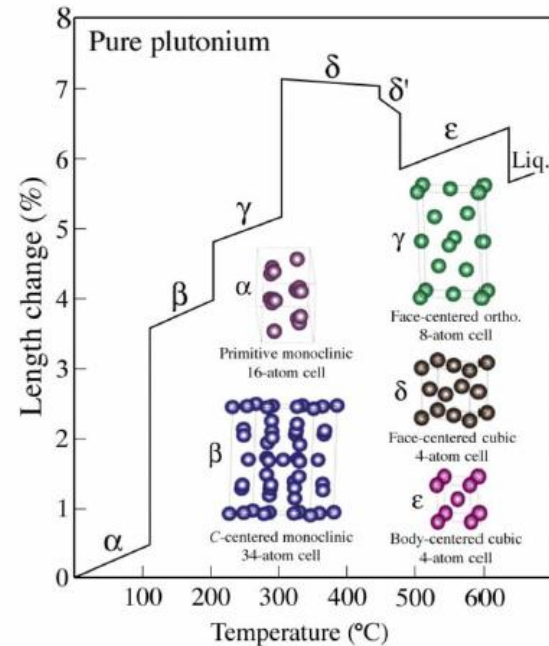 Pure plutonium
8
7
6
5
4
3
2
1
0
Length change (%)
α
β
γ
δ
δ'
ε
Liq.
α
Primitive monoclinic
16-atom cell
β
C-centered monoclinic
34-atom cell
γ
Face-centered ortho.
8-atom cell
δ
Face-centered cubic
4-atom cell
ε
Body-centered cubic
4-atom cell
100 200 300 400 500 600
Temperature (°C)